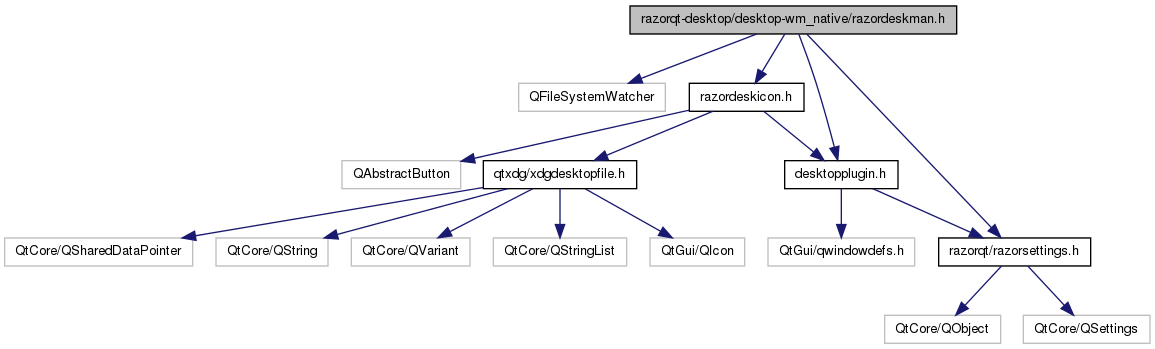 razorqt-desktop/desktop-wm_native/razordeskman.h
QFileSystemWatcher
razordeskicon.h
QAbstractButton
qtxdg/xdgdesktopfile.h
desktopplugin.h
QtCore/QSharedDataPointer
QtCore/QString
QtCore/QVariant
QtCore/QStringList
QtGui/QIcon
QtGui/qwindowdefs.h
razorqt/razorsettings.h
QtCore/QObject
QtCore/QSettings